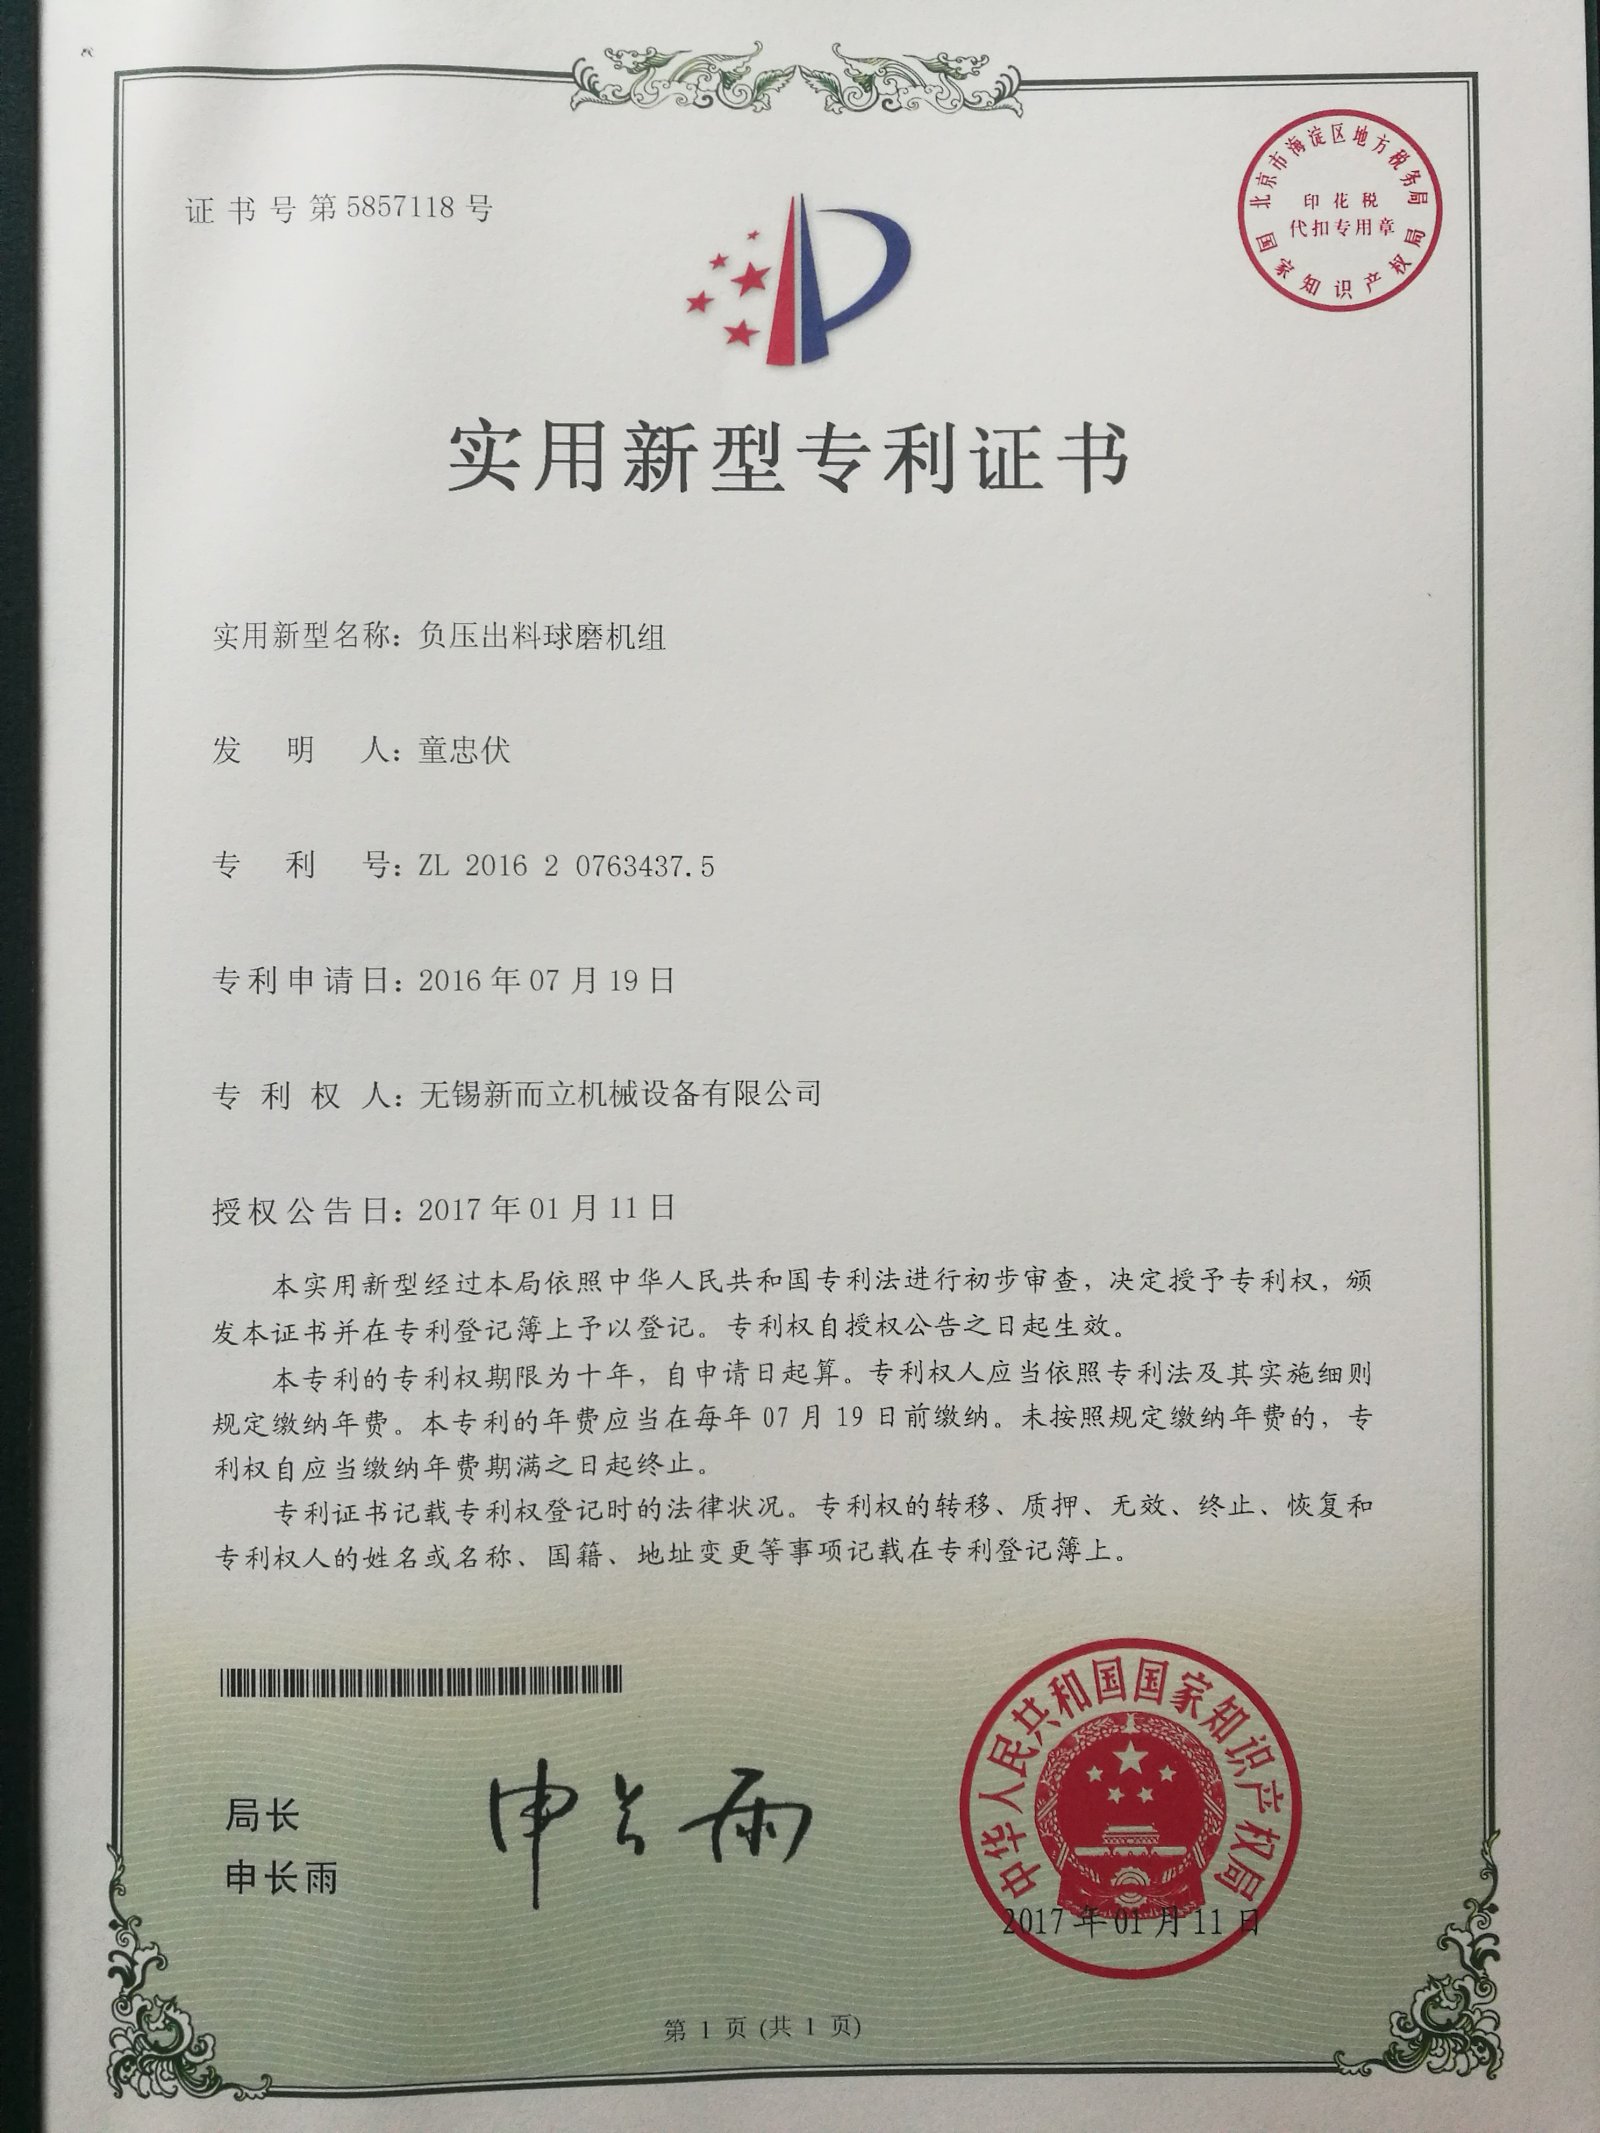 证书号第5857118号
北京市海淀区地方税务局
印花税
代扣专用章
国家知识产权局
实用新型专利证书
实用新型名称：负压出料球磨机组
发明人：童忠伏
专利号：ZL 2016 2 0763437.5
专利申请日：2016年07月19日
专利权人：无锡新而立机械设备有限公司
授权公告日：2017年01月11日
本实用新型经过本局依照中华人民共和国专利法进行初步审查，决定授予专利权，颁
发本证书并在专利登记簿上予以登记。专利权自授权公告之日起生效。
本专利的专利权期限为十年，自申请日起算。专利权人应当依照专利法及其实施细则
规定缴纳年费。本专利的年费应当在每年07月19日前缴纳。未按照规定缴纳年费的，专
利权自应当缴纳年费期满之日起终止。
专利证书记载专利权登记时的法律状况。专利权的转移、质押、无效、终止、恢复和
专利权人的姓名或名称、国籍、地址变更等事项记载在专利登记簿上。
局长
申长雨
申长雨
中华人民共和国国家知识产权局
2017年01月11日
第1页(共1页)